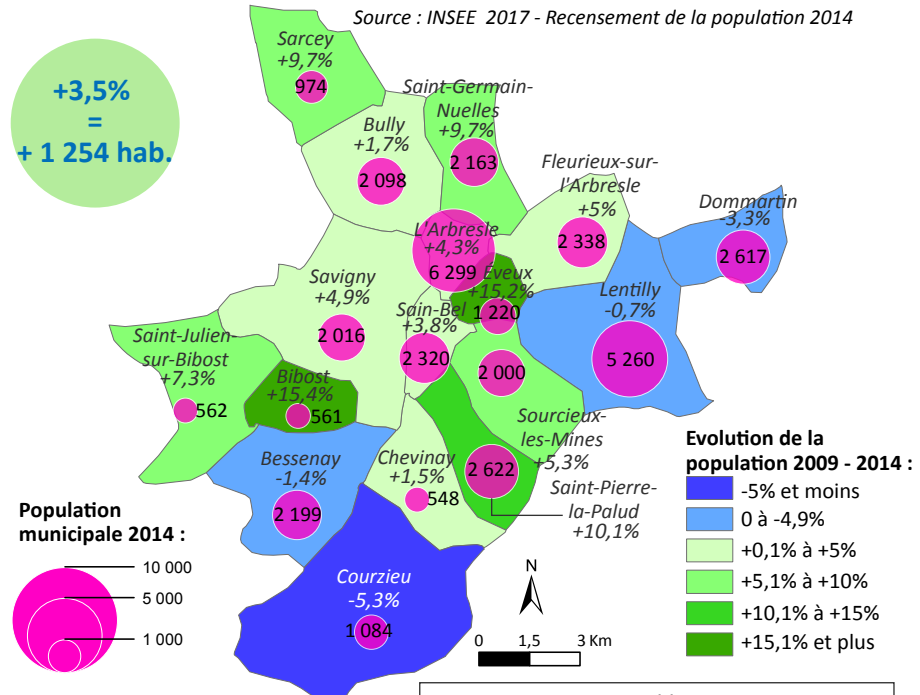 Source : INSEE 2017 - Recensement de la population 2014
+3,5%
=
+ 1 254 hab.
Sarcey
+9,7%
974
Saint-Germain-
Nuelles
+9,7%
2 163
Bully
+1,7%
2 098
Fleurieux-sur-
l'Arbresle
+5%
2 338
Dommartin
-3,3%
2 617
L'Arbresle
+4,3%
6 299
Éveux
+15,2%
1 220
Lentilly
-0,7%
5 260
Savigny
+4,9%
2 016
Sain-Bel
+3,8%
2 320
Saint-Julien-
sur-Bibost
+7,3%
562
Bibost
+15,4%
561
2 000
Sourcieux-
les-Mines
+5,3%
Bessenay
-1,4%
2 199
Chevinay
+1,5%
548
2 622
Saint-Pierre-
la-Palud
+10,1%
Courzieu
-5,3%
1 084
Population
municipale 2014 :
10 000
5 000
1 000
N
0 1,5 3 Km
Evolution de la
population 2009 - 2014 :
-5% et moins
0 à -4,9%
+0,1% à +5%
+5,1% à +10%
+10,1% à +15%
+15,1% et plus